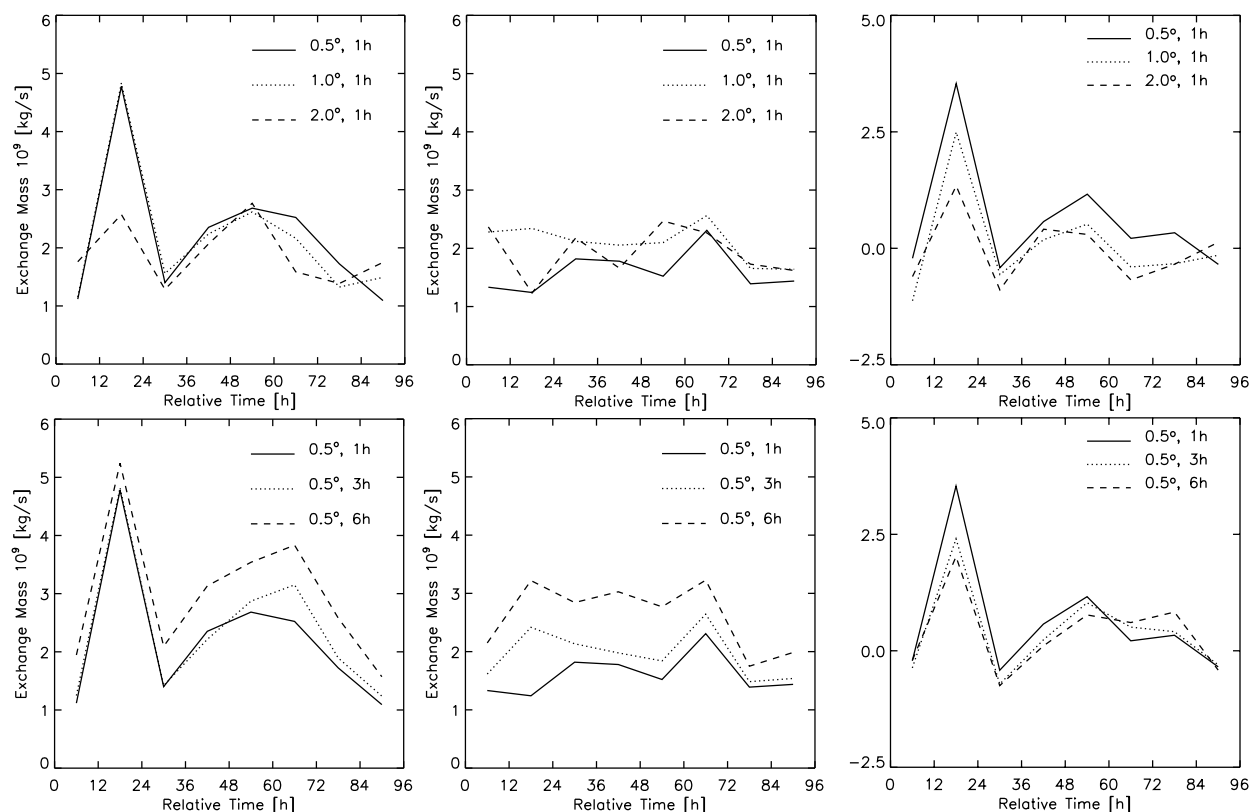 6
5
4
3
2
1
0
Exchange Mass 10⁹ [kg/s]
0.5°, 1h
1.0°, 1h
2.0°, 1h
0 12 24 36 48 60 72 84 96
Relative Time [h]
6
5
4
3
2
1
0
Exchange Mass 10⁹ [kg/s]
0.5°, 1h
1.0°, 1h
2.0°, 1h
0 12 24 36 48 60 72 84 96
Relative Time [h]
5.0
2.5
0.0
−2.5
0.5º, 1h
1.0º, 1h
2.0º, 1h
0 12 24 36 48 60 72 84 96
Relative Time [h]
6
5
4
3
2
1
0
Exchange Mass 10⁹ [kg/s]
0.5°, 1h
0.5°, 3h
0.5°, 6h
0 12 24 36 48 60 72 84 96
Relative Time [h]
6
5
4
3
2
1
0
Exchange Mass 10⁹ [kg/s]
0.5°, 1h
0.5°, 3h
0.5°, 6h
0 12 24 36 48 60 72 84 96
Relative Time [h]
5.0
2.5
0.0
−2.5
0.5º, 1h
0.5º, 3h
0.5º, 6h
0 12 24 36 48 60 72 84 96
Relative Time [h]